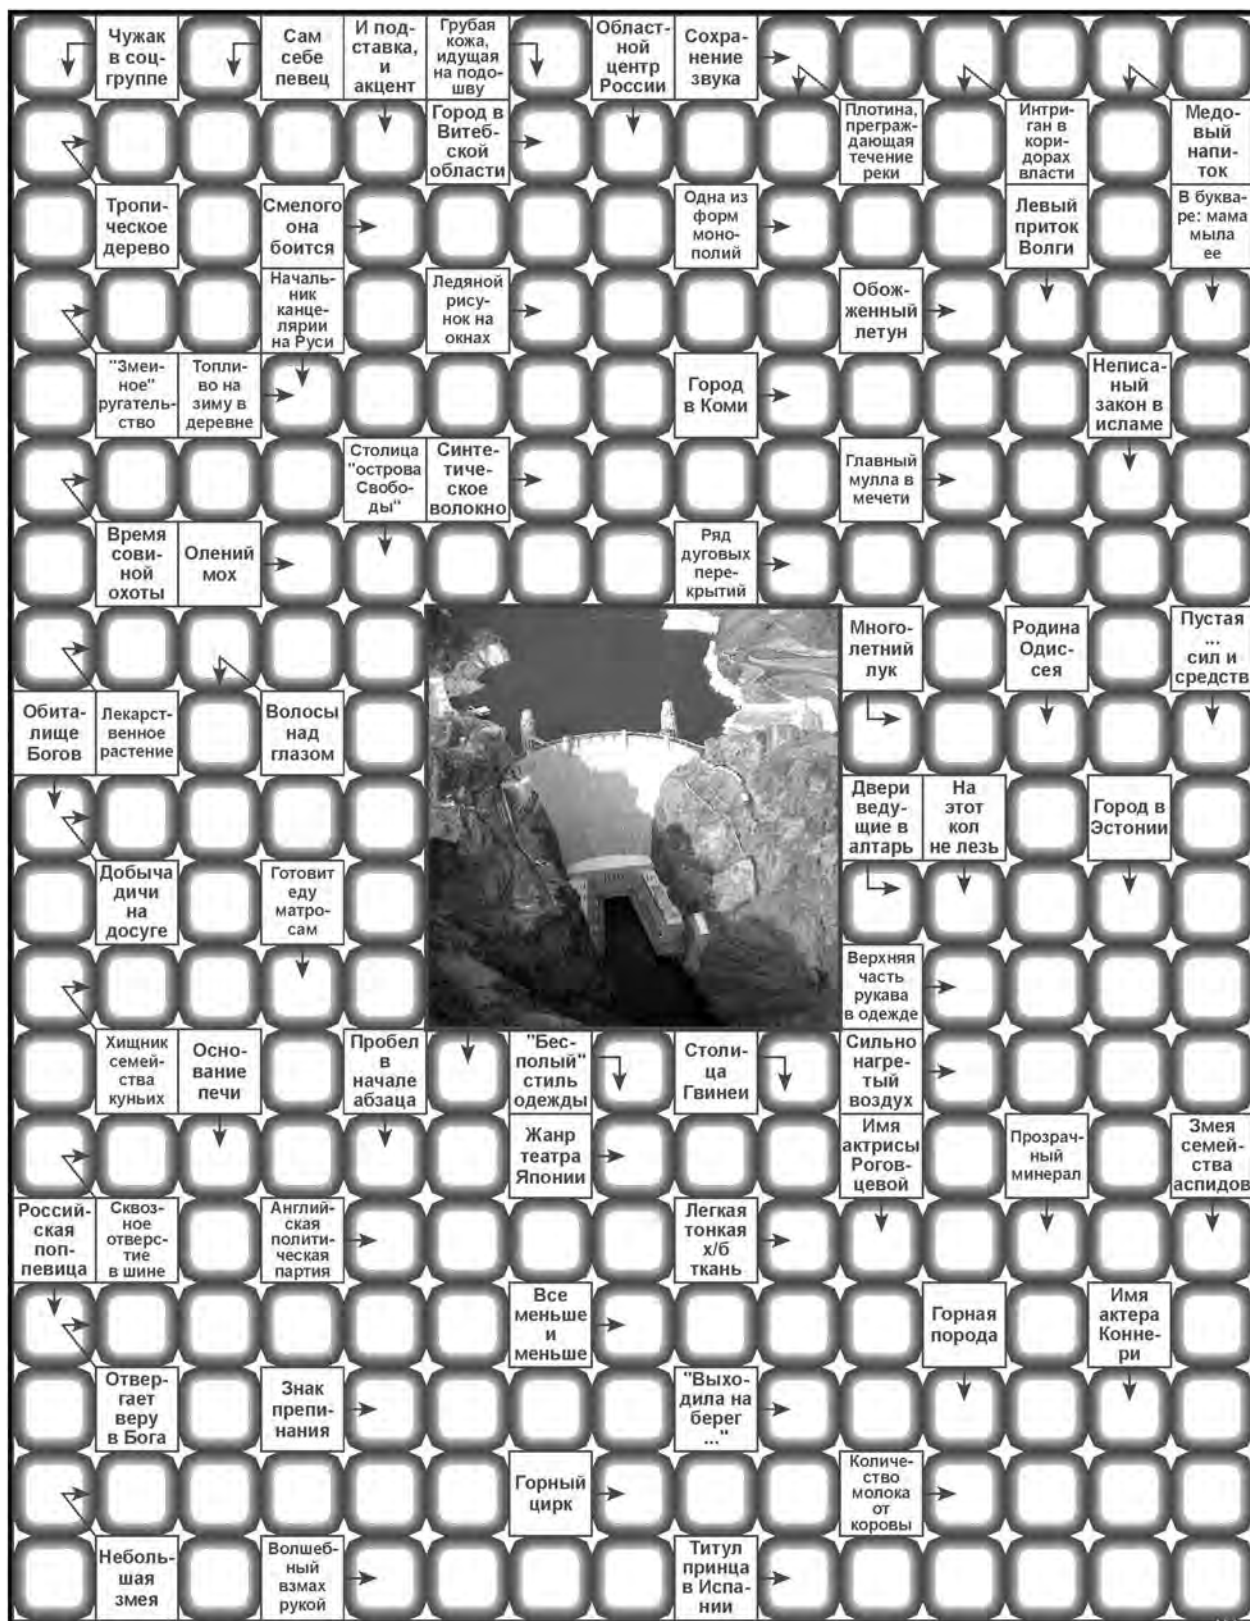 Чужак
в соц-
группе
Сам
себе
певец
И под-
ставка,
и
акцент
Грубая
кожа,
идущая
на подо-
шву
Област-
ной
центр
России
Сохра-
нение
звука
Город в
Витеб-
ской
области
Плотина,
преграж-
дающая
течение
реки
Интри-
ган в
кори-
дорах
власти
Медо-
вый
напи-
ток
Тропи-
ческое
дерево
Смелого
она
боится
Одна из
форм
моно-
полий
Левый
приток
Волги
В буква-
ре: мама
мыла
ее
Началь-
ник
канце-
лярии
на Руси
Ледяной
рису-
нок на
окнах
Обож-
женный
летун
"Змеи-
ное"
ругатель-
ство
Топли-
во на
зиму в
деревне
Город
в Коми
Неписа-
ный
закон в
исламе
Столица
"острова
Свобо-
ды"
Синте-
тиче-
ское
волокно
Главный
мулла в
мечети
Время
сови-
ной
охоты
Олений
мох
Ряд
дуговых
пере-
крытий
Много-
летний
лук
Родина
Одис-
сея
Пустая
...
сил и
средств
Обита-
лище
Богов
Лекарст-
венное
растение
Волосы
над
глазом
Двери
веду-
щие в
алтарь
На
этот
кол
не лезь
Город в
Эстонии
Добыча
дичи
на
досуге
Готовит
еду
матро-
сам
Верхняя
часть
рукава
в одежде
Хищник
семей-
ства
куньих
Осно-
вание
печи
Пробел
в
начале
абзаца
"Бес-
полый"
стиль
одежды
Столи-
ца
Гвинеи
Сильно
нагре-
тый
воздух
Жанр
театра
Японии
Имя
актрисы
Рогов-
цевой
Прозрач-
ный
минерал
Змея
семей-
ства
аспидов
Россий-
ская
поп-
певица
Сквоз-
ное
отверс-
тие
в шине
Англий-
ская
полити-
ческая
партия
Легкая
тонкая
х/б
ткань
Все
меньше
и
меньше
Горная
порода
Имя
актера
Конне-
ри
Отвер-
гает
веру
в Бога
Знак
препи-
нания
"Выхо-
дила на
берег
..."
Горный
цирк
Количе-
ство
молока
от
коровы
Неболь-
шая
змея
Волшеб-
ный
взмах
рукой
Титул
принца
в Испа-
нии